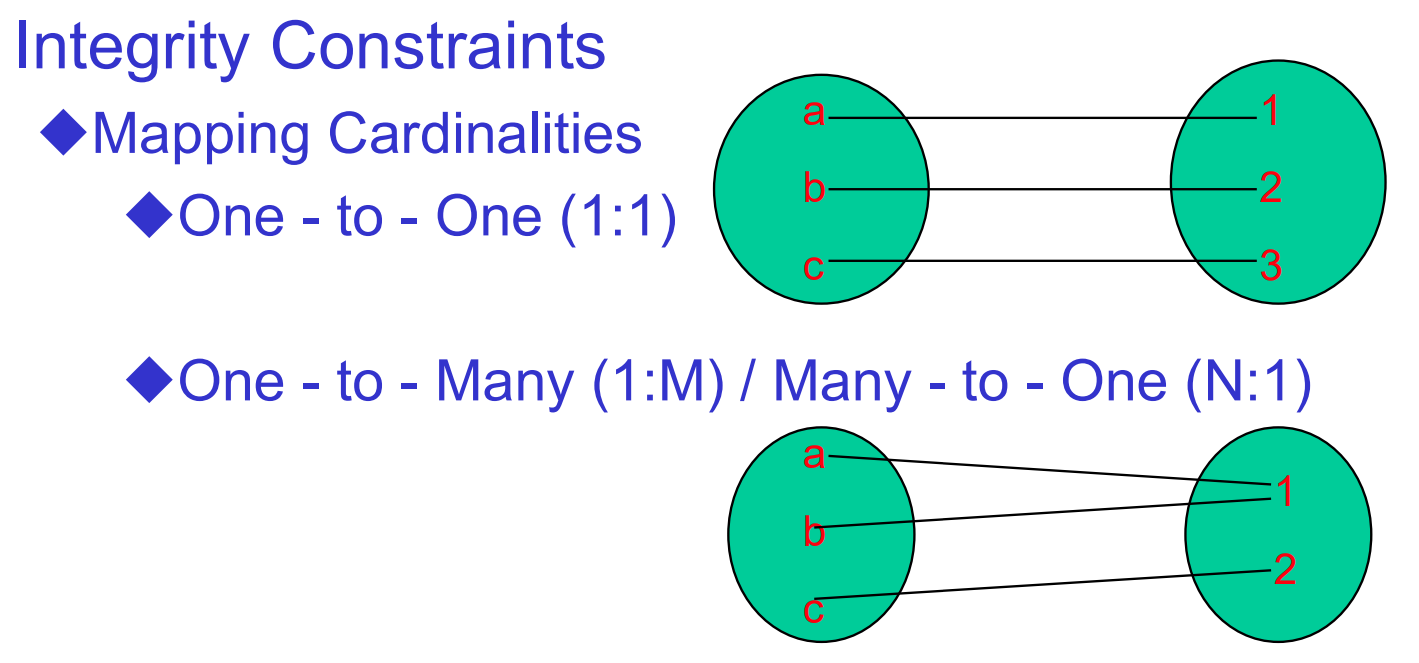 Integrity Constraints
◆Mapping Cardinalities
◆One - to - One (1:1)
a 1
b 2
c 3
◆One - to - Many (1:M) / Many - to - One (N:1)
a
1
b
2
c